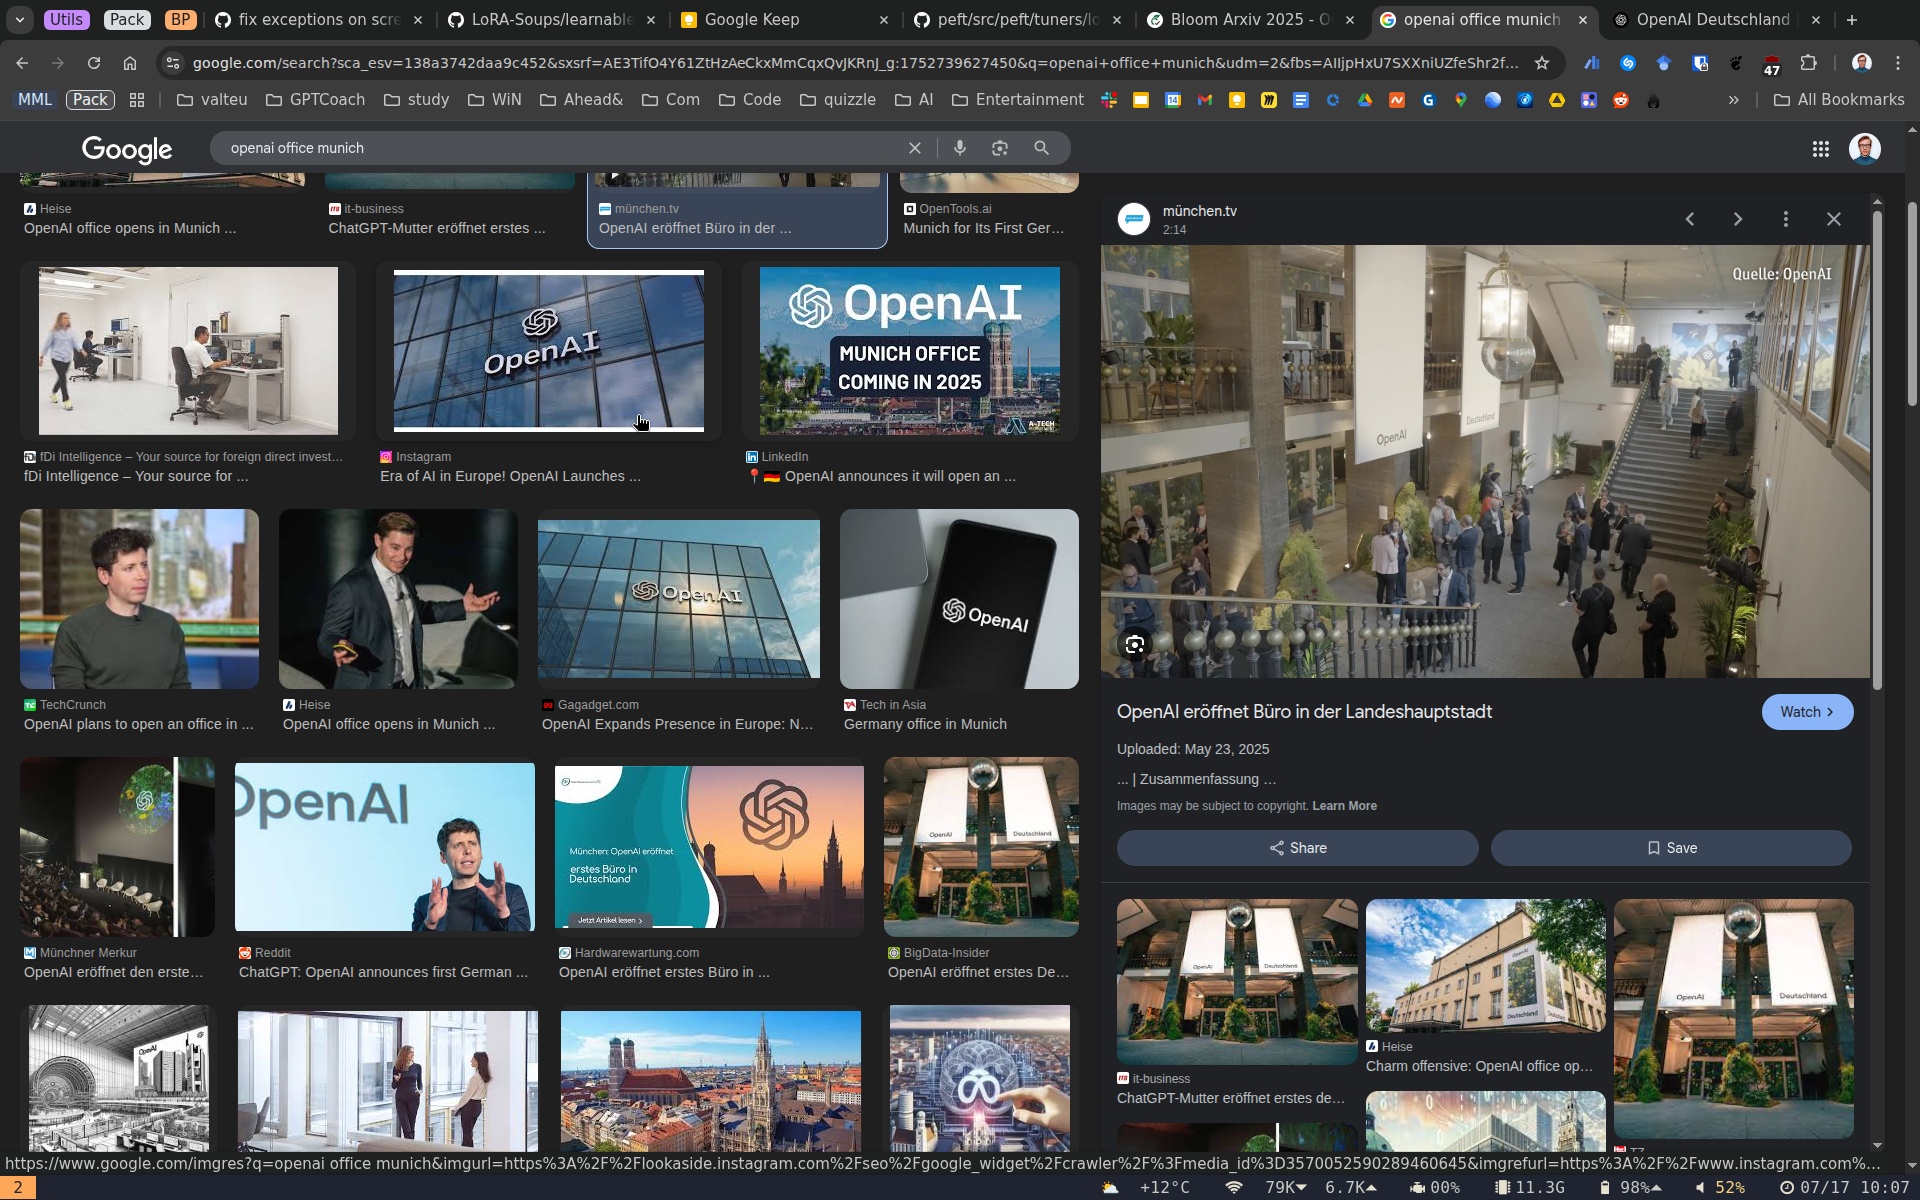 Utils
Pack
BP
fix exceptions on scre
LoRA-Soups/learnable
Google Keep
peft/src/peft/tuners/lo
Bloom Arxiv 2025 - O
openai office munich
OpenAI Deutschland
google.com/search?sca_esv=138a3742daa9c452&sxsrf=AE3TifO4Y61ZtHzAeCkxMmCqxQvJKRnJ_g:1752739627450&q=openai+office+munich&udm=2&fbs=AIIjpHxU7SXXniUZfeShr2f...
47
MML
Pack
valteu
GPTCoach
study
WiN
Ahead&
Com
Code
quizzle
AI
Entertainment
All Bookmarks
Google
openai office munich
Heise
OpenAI office opens in Munich ...
it-business
ChatGPT-Mutter eröffnet erstes ...
münchen.tv
OpenAI eröffnet Büro in der ...
OpenTools.ai
Munich for Its First Ger...
OpenAI
OpenAI
MUNICH OFFICE
COMING IN 2025
A-TECH
fDi Intelligence – Your source for foreign direct invest...
fDi Intelligence – Your source for ...
Instagram
Era of AI in Europe! OpenAI Launches ...
LinkedIn
📍🇩🇪 OpenAI announces it will open an ...
OpenAI
OpenAI
TechCrunch
OpenAI plans to open an office in ...
Heise
OpenAI office opens in Munich ...
Gagadget.com
OpenAI Expands Presence in Europe: N...
Tech in Asia
Germany office in Munich
OpenAI
München: OpenAI eröffnet
erstes Büro in
Deutschland
Jetzt Artikel lesen >
OpenAI
Deutschland
Münchner Merkur
OpenAI eröffnet den erste...
Reddit
ChatGPT: OpenAI announces first German ...
Hardwarewartung.com
OpenAI eröffnet erstes Büro in ...
BigData-Insider
OpenAI eröffnet erstes De...
OpenAI
münchen.tv
2:14
Quelle: OpenAI
OpenAI
Deutschland
OpenAI eröffnet Büro in der Landeshauptstadt
Watch
Uploaded: May 23, 2025
... | Zusammenfassung ...
Images may be subject to copyright. Learn More
Share
Save
OpenAI
Deutschland
OpenAI
Deutschland
OpenAI
Deutschland
it-business
ChatGPT-Mutter eröffnet erstes de...
Heise
Charm offensive: OpenAI office op...
https://www.google.com/imgres?q=openai office munich&imgurl=https%3A%2F%2Flookaside.instagram.com%2Fseo%2Fgoogle_widget%2Fcrawler%2F%3Fmedia_id%3D3570052590289460645&imgrefurl=https%3A%2F%2Fwww.instagram.com%...
2
+12°C
79K
6.7K
00%
11.3G
98%
52%
07/17 10:07